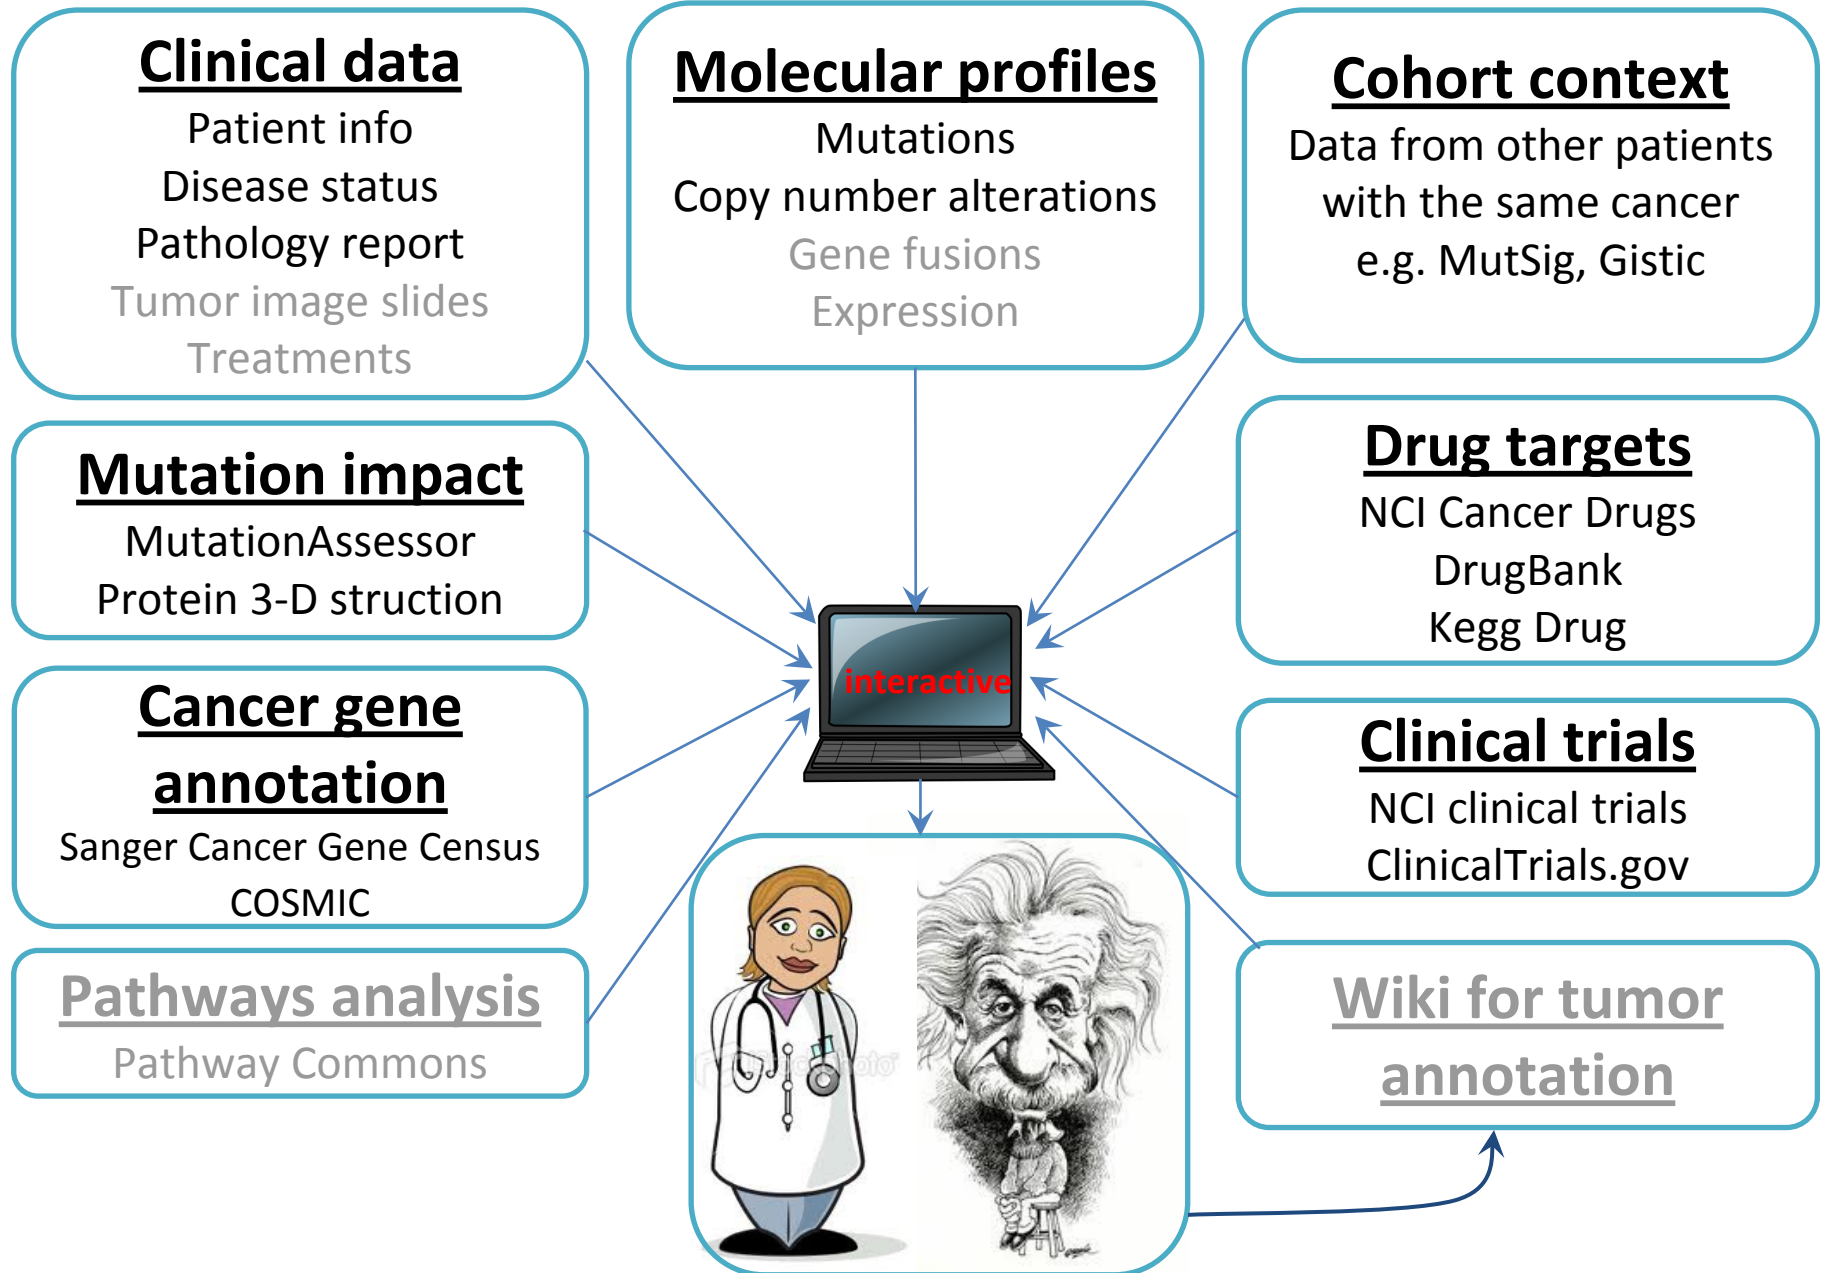 Clinical data
Patient info
Disease status
Pathology report
Tumor image slides
Treatments
Molecular profiles
Mutations
Copy number alterations
Gene fusions
Expression
Cohort context
Data from other patients
with the same cancer
e.g. MutSig, Gistic
Mutation impact
MutationAssessor
Protein 3-D struction
Drug targets
NCI Cancer Drugs
DrugBank
Kegg Drug
interactive
Cancer gene
annotation
Sanger Cancer Gene Census
COSMIC
Clinical trials
NCI clinical trials
ClinicalTrials.gov
Pathways analysis
Pathway Commons
Wiki for tumor
annotation